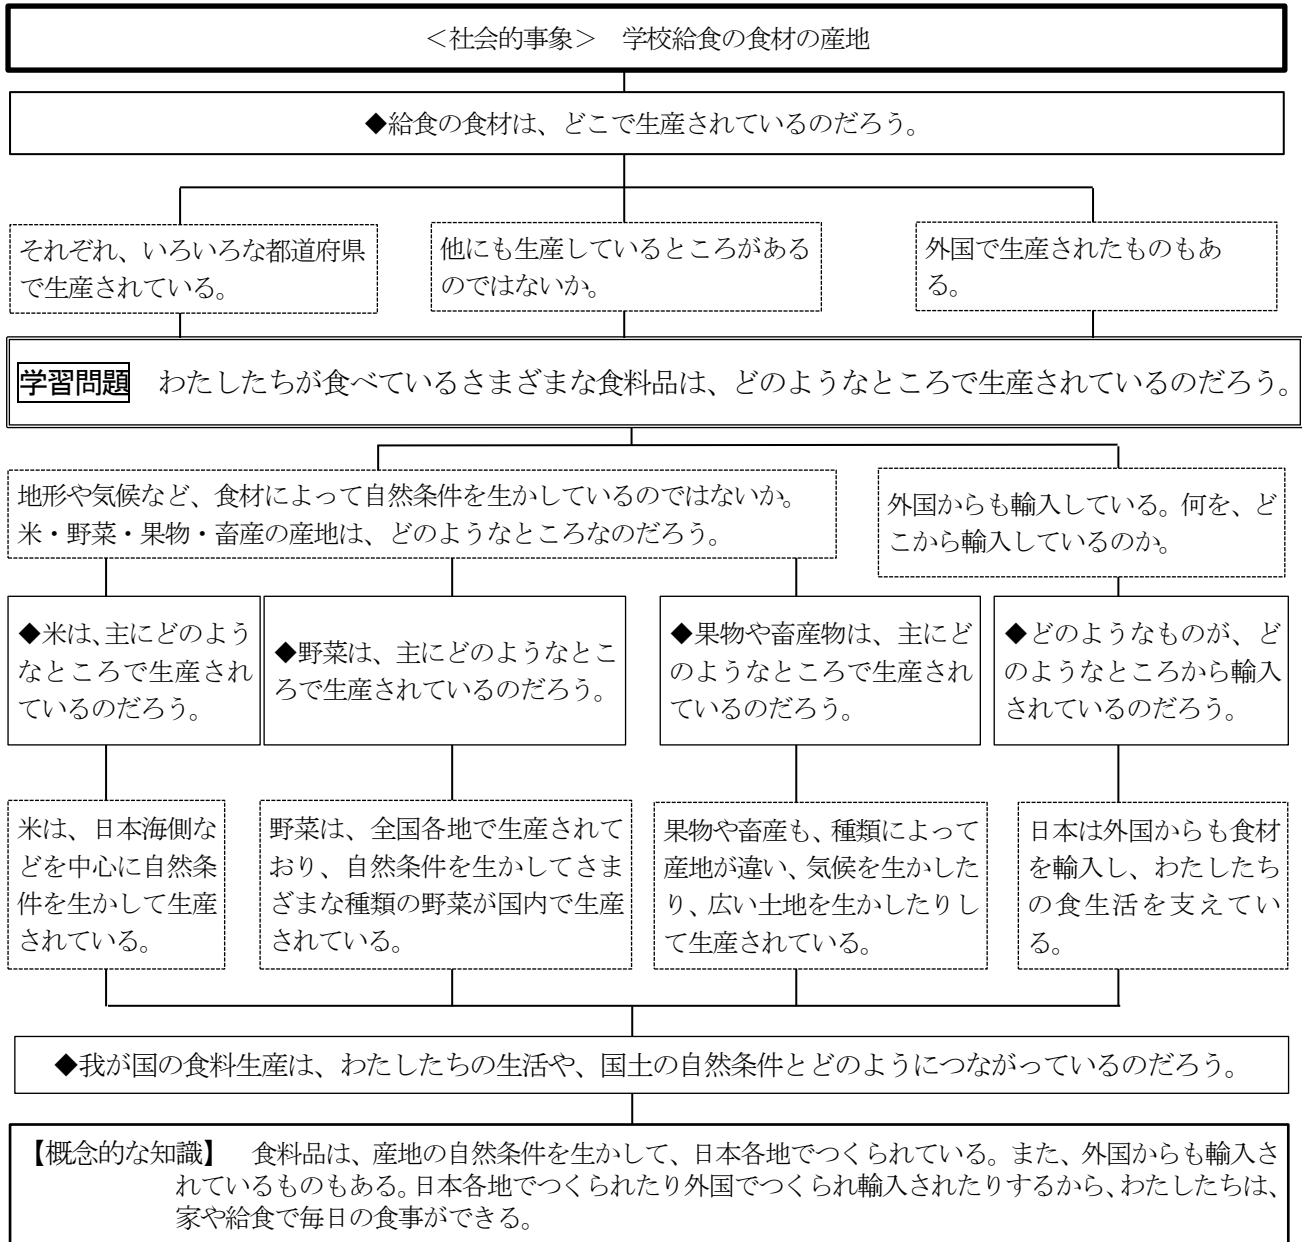 ＜社会的事象＞　学校給食の食材の産地
◆給食の食材は、どこで生産されているのだろう。
それぞれ、いろいろな都道府県
で生産されている。
他にも生産しているところがある
のではないか。
外国で生産されたものもあ
る。
学習問題　わたしたちが食べているさまざまな食料品は、どのようなところで生産されているのだろう。
地形や気候など、食材によって自然条件を生かしているのではないか。
米・野菜・果物・畜産の産地は、どのようなところなのだろう。
外国からも輸入している。何を、ど
こから輸入しているのか。
◆米は、主にどのよう
なところで生産され
ているのだろう。
◆野菜は、主にどのようなとこ
ろで生産されているのだろう。
◆果物や畜産物は、主にど
のようなところで生産され
ているのだろう。
◆どのようなものが、ど
のようなところから輸入
されているのだろう。
米は、日本海側な
どを中心に自然条
件を生かして生産
されている。
野菜は、全国各地で生産されて
おり、自然条件を生かしてさま
ざまな種類の野菜が国内で生産
されている。
果物や畜産も、種類によって
産地が違い、気候を生かした
り、広い土地を生かしたりし
て生産されている。
日本は外国からも食材
を輸入し、わたしたち
の食生活を支えてい
る。
◆我が国の食料生産は、わたしたちの生活や、国土の自然条件とどのようにつながっているのだろう。
【概念的な知識】　食料品は、産地の自然条件を生かして、日本各地でつくられている。また、外国からも輸入さ
れているものもある。日本各地でつくられたり外国でつくられ輸入されたりするから、わたしたちは、
家や給食で毎日の食事ができる。